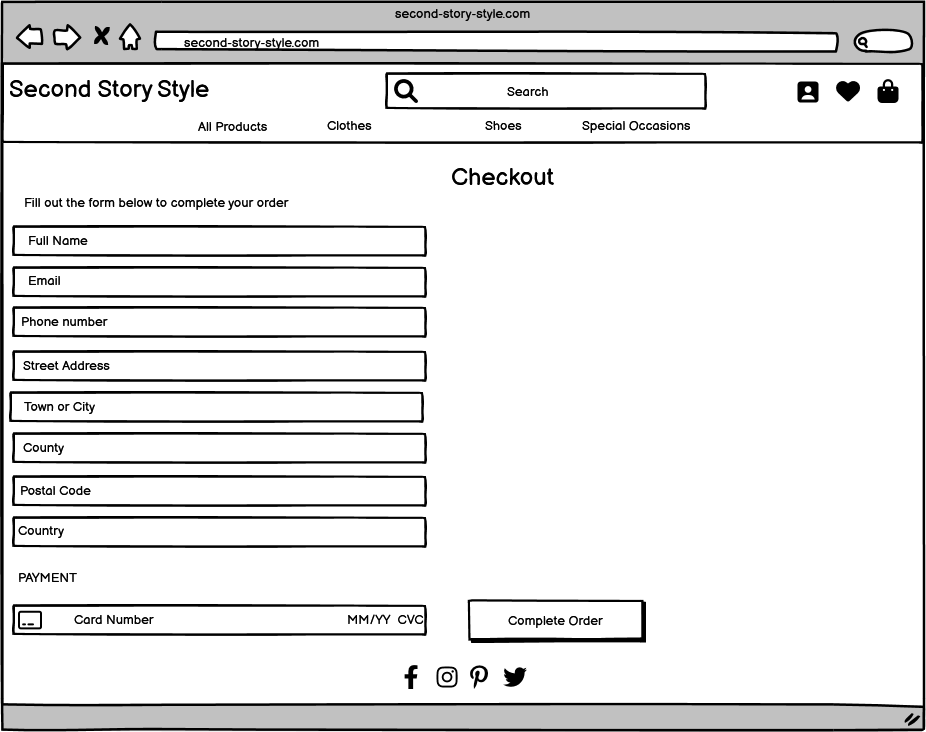 second-story-style.com
second-story-style.com
Second Story Style
Search
All Products Clothes Shoes Special Occasions
Checkout
Fill out the form below to complete your order
Full Name
Email
Phone number
Street Address
Town or City
County
Postal Code
Country
PAYMENT
Card Number MM/YY CVC
Complete Order